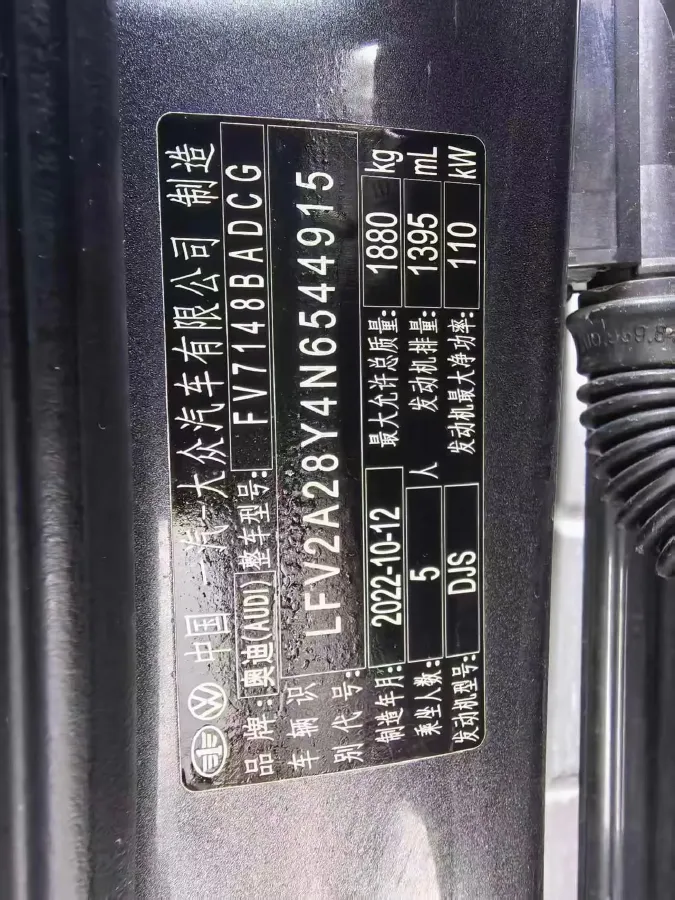 中国 一汽-大众汽车有限公司 制造
品牌: 奥迪(AUDI) 整车型号: FV7148BADCG
车辆识别代号: LFV2A28Y4N6544915
制造年月: 2022-10-12 最大允许总质量: 1880 kg
乘坐人数: 5 人 发动机排量: 1395 mL
发动机型号: DJS 发动机最大净功率: 110 kW